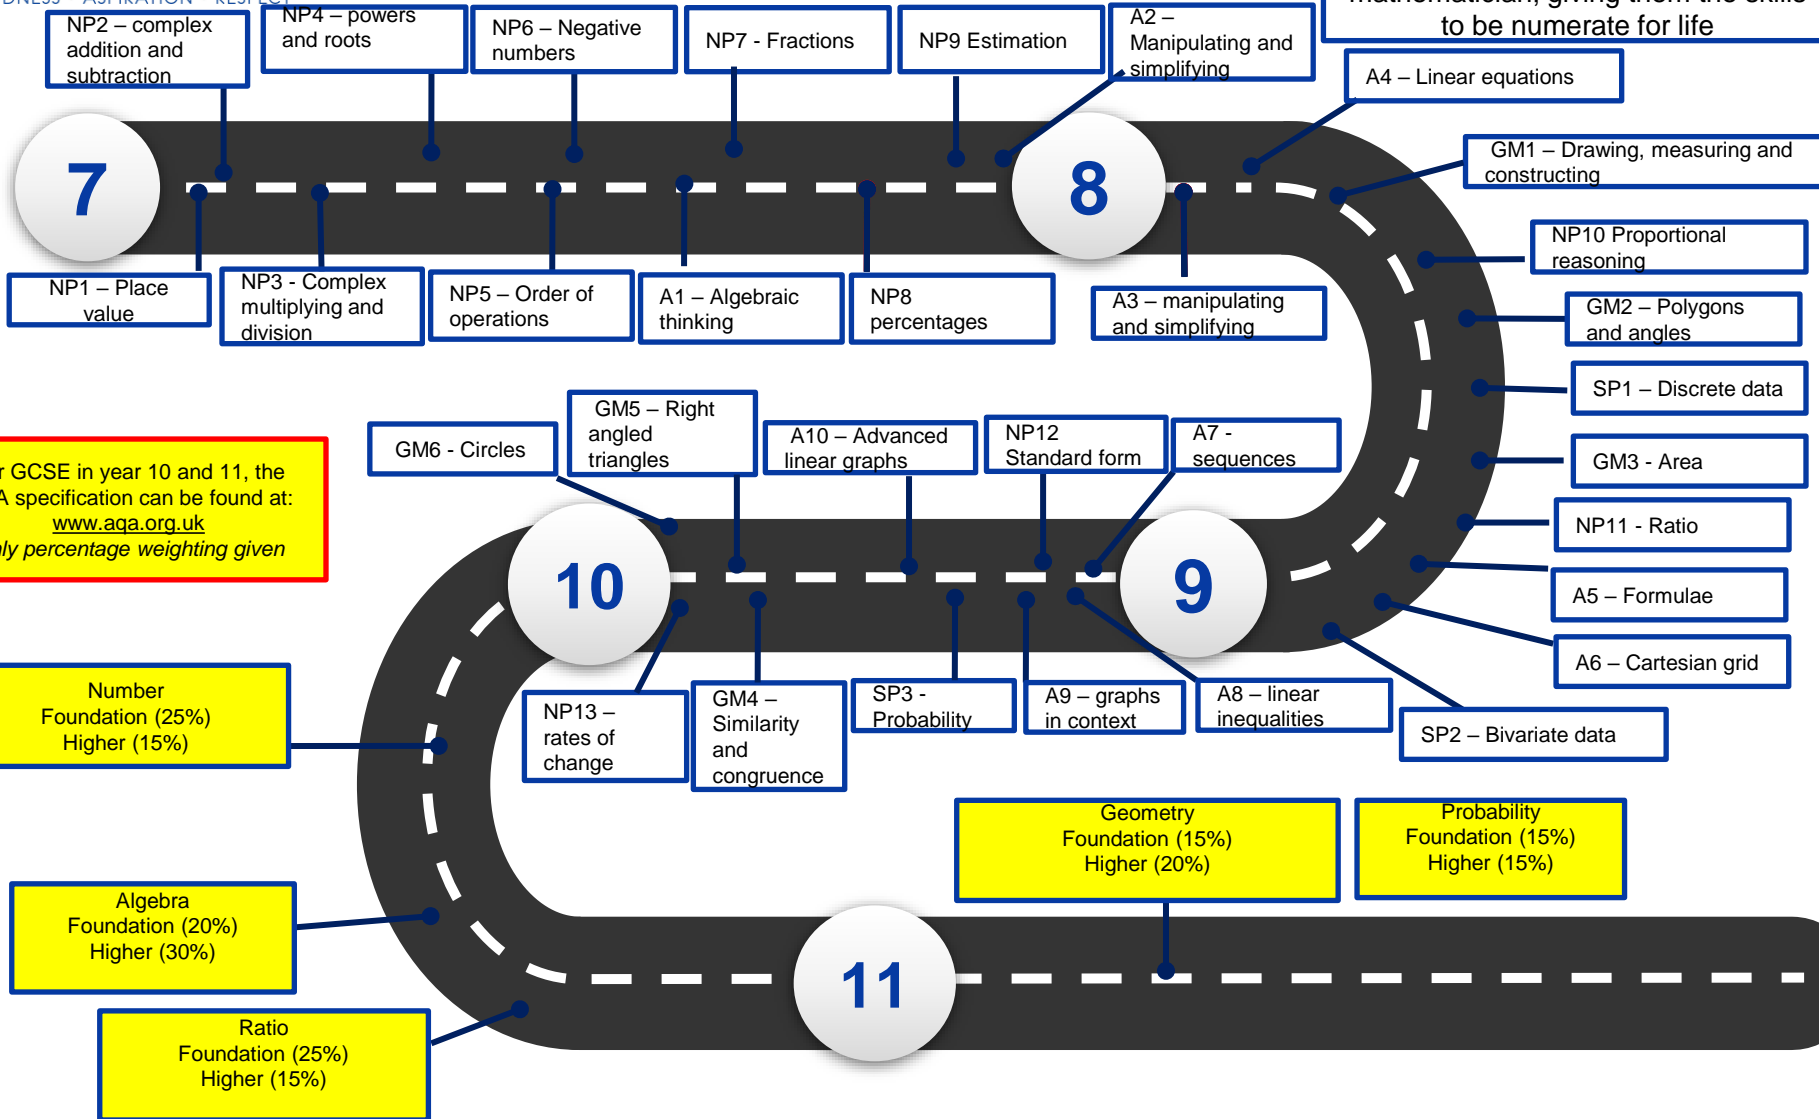 ASPIRATION RESPECT
mathematician, giving them the skills
to be numerate for life
NP2 – complex
addition and
subtraction
NP4 – powers
and roots
NP6 – Negative
numbers
NP7 - Fractions
NP9 Estimation
A2 –
Manipulating and
simplifying
A4 – Linear equations
GM1 – Drawing, measuring and
constructing
7
8
NP10 Proportional
reasoning
NP1 – Place
value
NP3 - Complex
multiplying and
division
NP5 – Order of
operations
A1 – Algebraic
thinking
NP8
percentages
A3 – manipulating
and simplifying
GM2 – Polygons
and angles
SP1 – Discrete data
GM3 - Area
NP11 - Ratio
A5 – Formulae
A6 – Cartesian grid
SP2 – Bivariate data
GM6 - Circles
GM5 – Right
angled
triangles
A10 – Advanced
linear graphs
NP12
Standard form
A7 -
sequences
GCSE in year 10 and 11, the
specification can be found at:
www.aqa.org.uk
percentage weighting given
10
9
NP13 –
rates of
change
GM4 –
Similarity
and
congruence
SP3 -
Probability
A9 – graphs
in context
A8 – linear
inequalities
Number
Foundation (25%)
Higher (15%)
Geometry
Foundation (15%)
Higher (20%)
Probability
Foundation (15%)
Higher (15%)
Algebra
Foundation (20%)
Higher (30%)
11
Ratio
Foundation (25%)
Higher (15%)